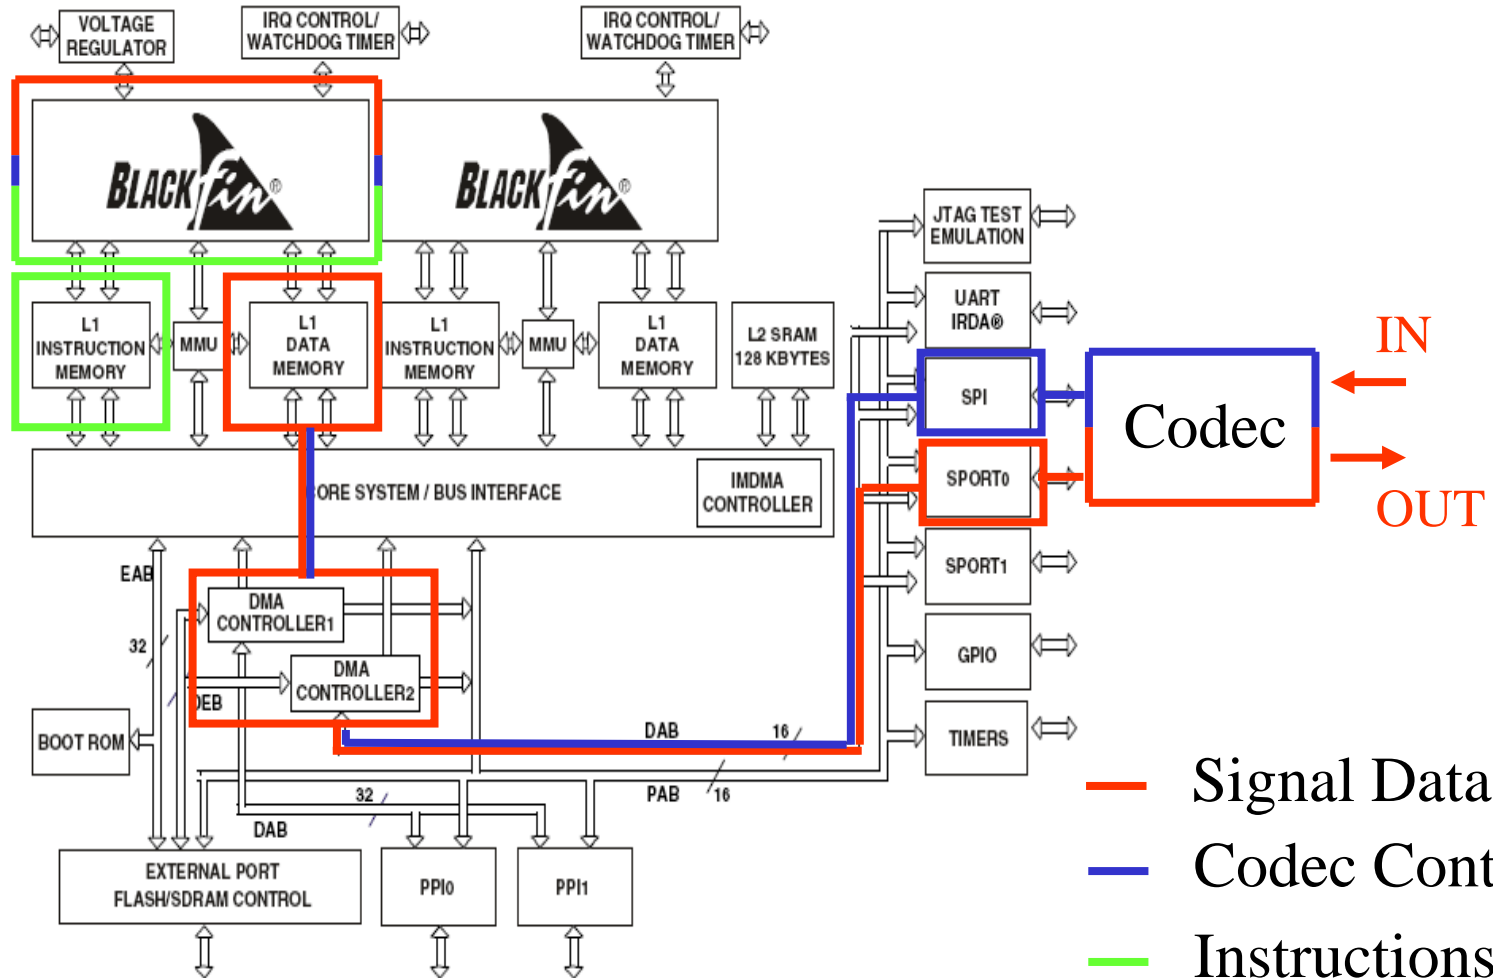 VOLTAGE
REGULATOR
IRQ CONTROL/
WATCHDOG TIMER
IRQ CONTROL/
WATCHDOG TIMER
BLACKfin®
BLACKfin®
JTAG TEST
EMULATION
UART
IRDA®
L1
INSTRUCTION
MEMORY
MMU
L1
DATA
MEMORY
L1
INSTRUCTION
MEMORY
MMU
L1
DATA
MEMORY
L2 SRAM
128 KBYTES
SPI
IN
Codec
OUT
CORE SYSTEM / BUS INTERFACE
IMDMA
CONTROLLER
SPORT0
SPORT1
EAB
DMA
CONTROLLER1
32
DMA
CONTROLLER2
DEB
GPIO
BOOT ROM
DAB
16
TIMERS
PAB
16
32
DAB
EXTERNAL PORT
FLASH/SDRAM CONTROL
PPI0
PPI1
Signal Data
Codec Cont
Instructions